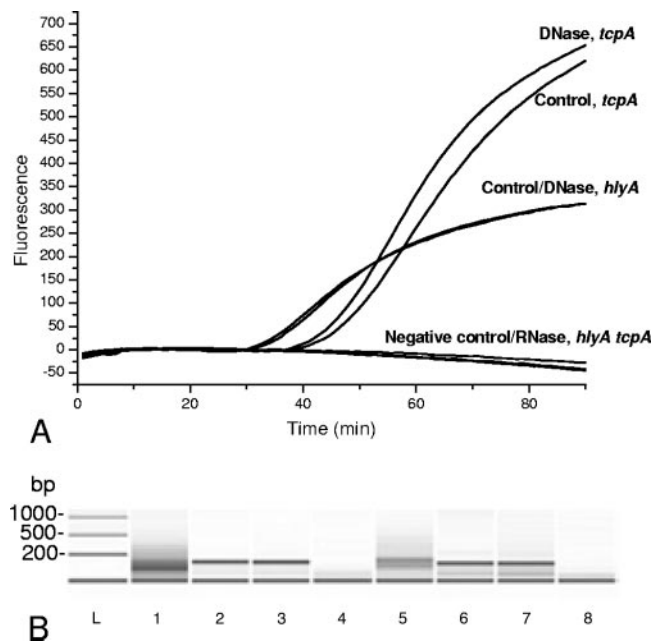 700
650
600
550
500
450
400
350
300
250
200
150
100
50
0
-50
Fluorescence
DNase, tcpA
Control, tcpA
Control/DNase, hlyA
Negative control/RNase, hlyA tcpA
0 20 40 60 80
Time (min)
A
bp
1000-
500-
200-
L 1 2 3 4 5 6 7 8
B